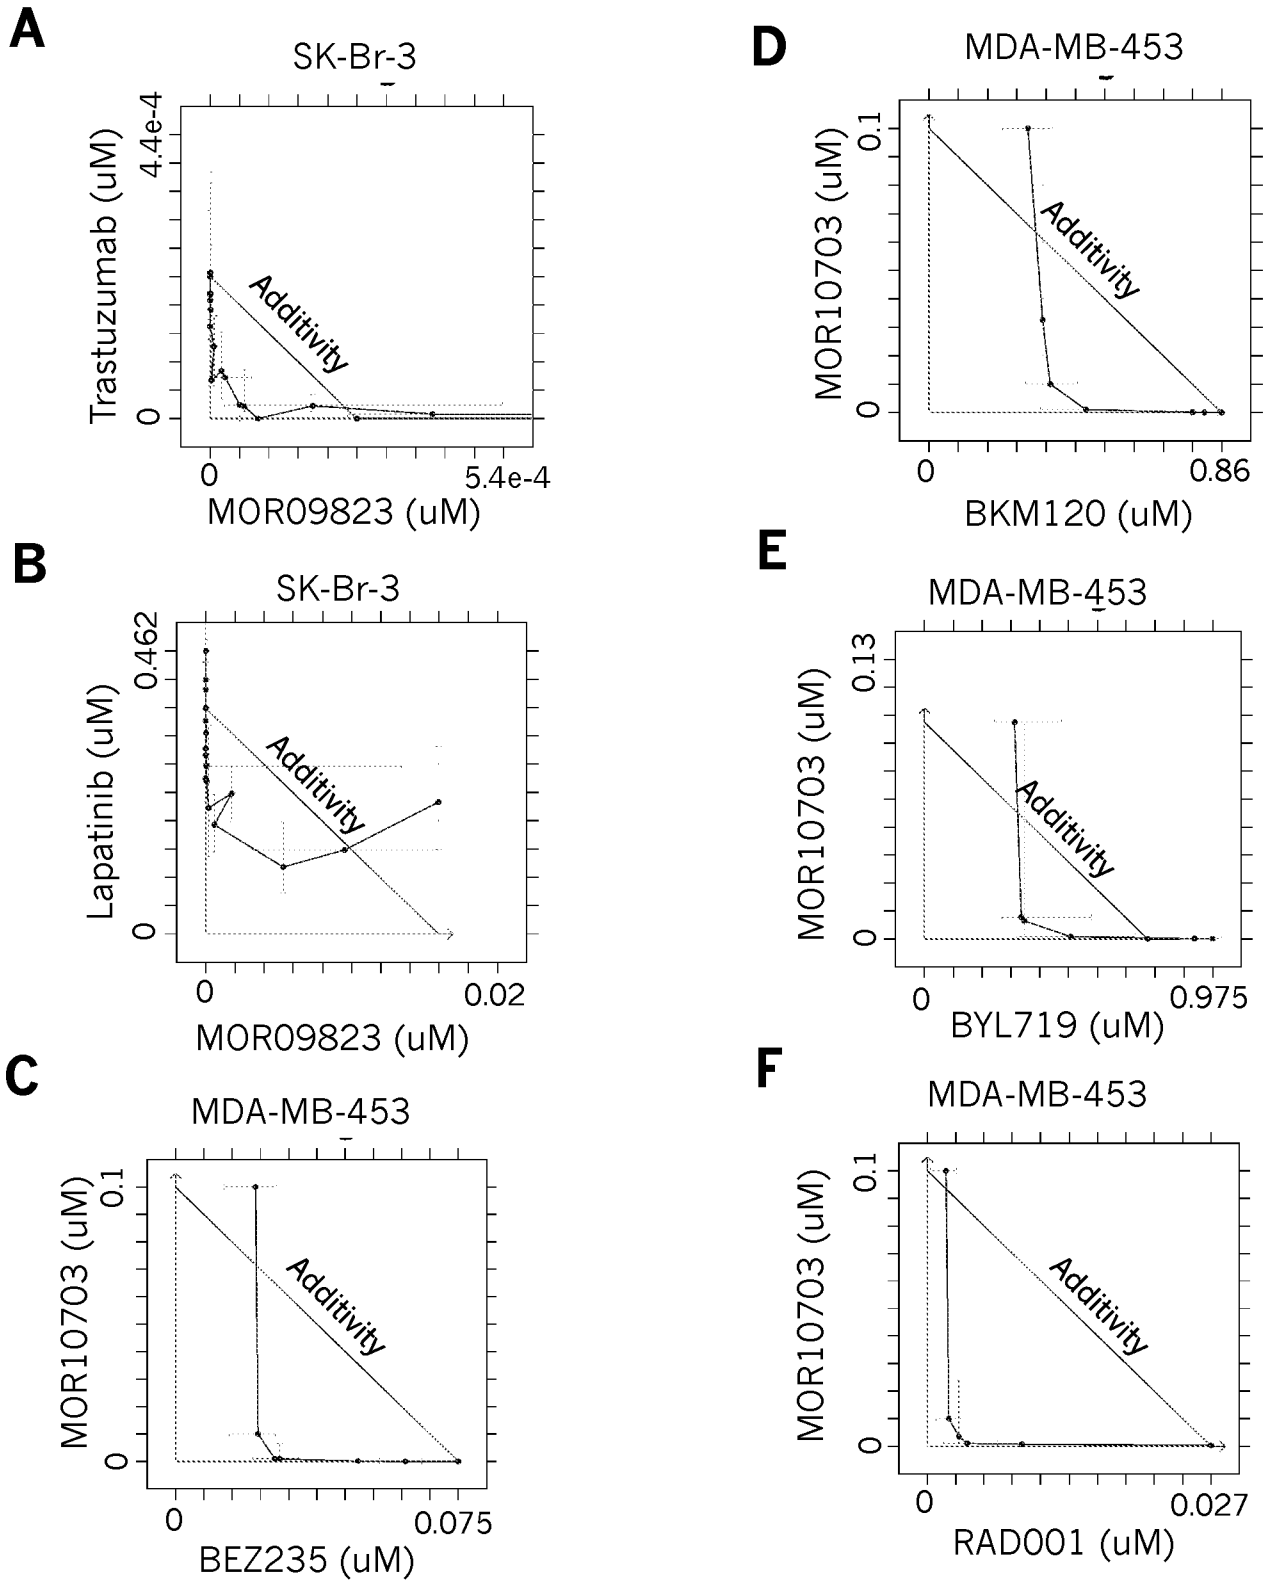 A
SK-Br-3
Trastuzumab (uM)
4.4e-4
0
Additivity
0
5.4e-4
MOR09823 (uM)
B
SK-Br-3
Lapatinib (uM)
0.462
0
Additivity
0
0.02
MOR09823 (uM)
C
MDA-MB-453
MOR10703 (uM)
0.1
0
Additivity
0
0.075
BEZ235 (uM)
D
MDA-MB-453
MOR10703 (uM)
0.1
0
Additivity
0
0.86
BKM120 (uM)
E
MDA-MB-453
MOR10703 (uM)
0.13
0
Additivity
0
0.975
BYL719 (uM)
F
MDA-MB-453
MOR10703 (uM)
0.1
0
Additivity
0
0.027
RAD001 (uM)